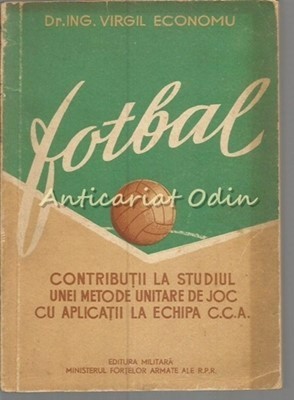 Dr. ING. VIRGIL ECONOMU
fotbal
Anticariat Odin
CONTRIBUȚII LA STUDIUL
UNEI METODE UNITARE DE JOC
CU APLICAȚII LA ECHIPA C.C.A.
EDITURA MILITARĂ
MINISTERUL FORȚELOR ARMATE ALE R.P.R.